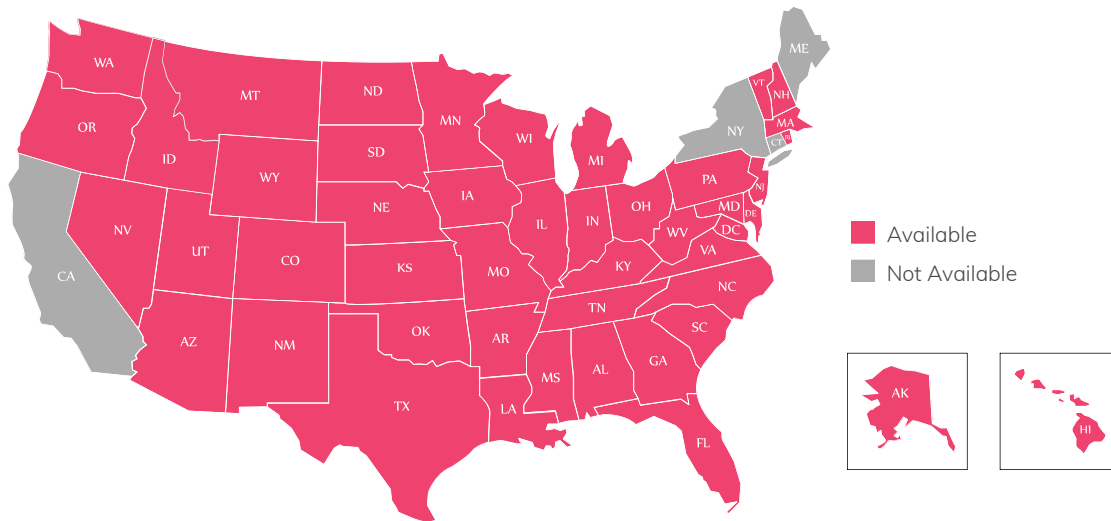 ME
WA
VT
NH
MT
ND
MN
MA
OR
WI
NY
CT
RI
SD
MI
ID
WY
PA
NJ
IA
NE
MD
OH
DE
IL
IN
NV
WV
DC
UT
VA
CO
KS
MO
KY
CA
NC
TN
SC
OK
AR
AZ
NM
GA
MS
AL
TX
LA
FL
Available
Not Available
AK
HI